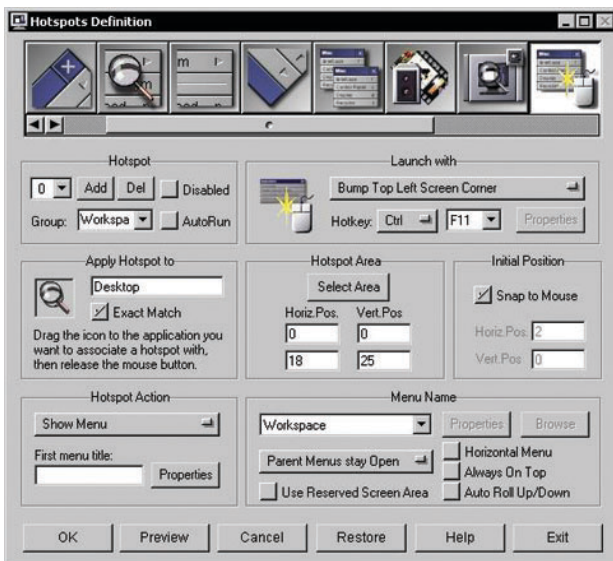 Hotspots Definition
Hotspot
0 Add Del Disabled
Group: Workspa AutoRun
Launch with
Bump Top Left Screen Corner
Hotkey: Ctrl F11 Properties
Apply Hotspot to
Desktop
Exact Match
Drag the icon to the application you
want to associate a hotspot with,
then release the mouse button.
Hotspot Area
Select Area
Horiz.Pos. Vert.Pos
0 0
18 25
Initial Position
Snap to Mouse
Horiz.Pos. 2
Vert.Pos 0
Hotspot Action
Show Menu
First menu title:
Properties
Menu Name
Workspace Properties Browse
Parent Menus stay Open
Use Reserved Screen Area
Horizontal Menu
Always On Top
Auto Roll Up/Down
OK Preview Cancel Restore Help Exit